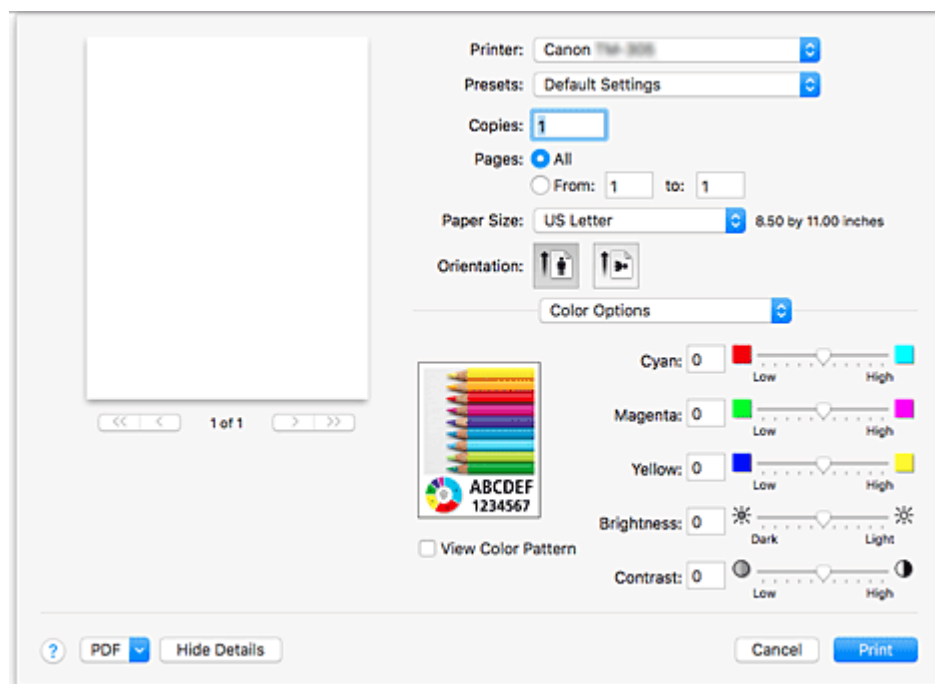 Printer: Canon
Presets: Default Settings
Copies: 1
Pages: All
From: 1 to: 1
Paper Size: US Letter 8.50 by 11.00 inches
Orientation:
Color Options
1 of 1
ABCDEF
1234567
View Color Pattern
Cyan: 0
Low High
Magenta: 0
Low High
Yellow: 0
Low High
Brightness: 0
Dark Light
Contrast: 0
Low High
? PDF Hide Details Cancel Print